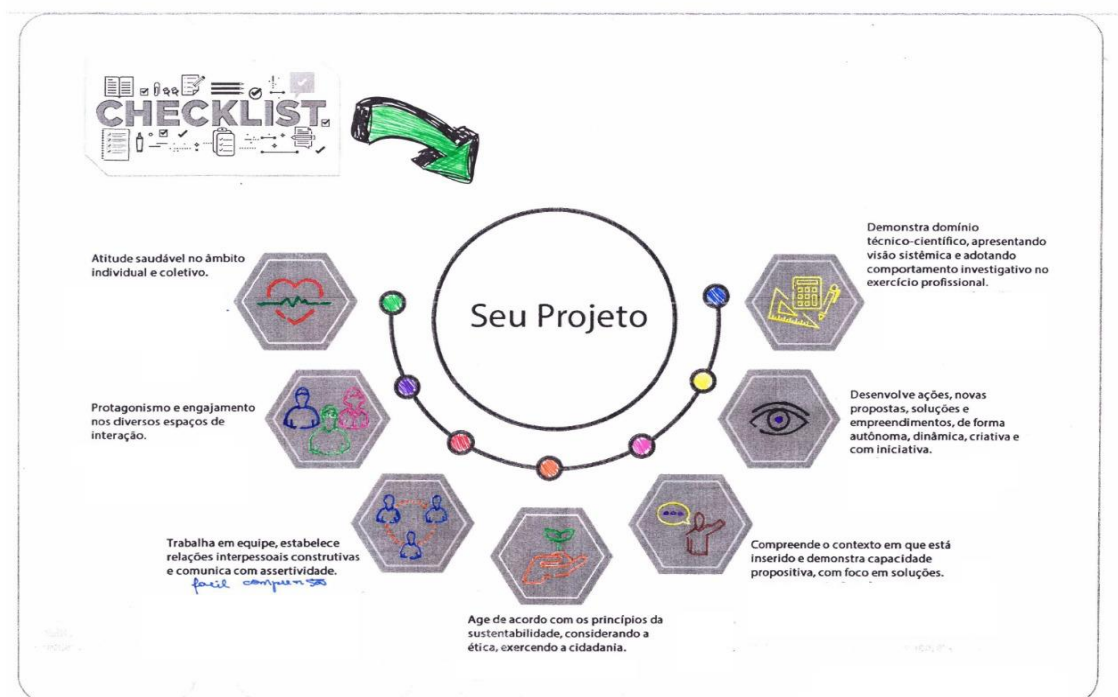 CHECKLIST
Seu Projeto
Atitude saudável no âmbito
individual e coletivo.
Protagonismo e engajamento
nos diversos espaços de
interação.
Trabalha em equipe, estabelece
relações interpessoais construtivas
e comunica com assertividade.
facil
Age de acordo com os princípios da
sustentabilidade, considerando a
ética, exercendo a cidadania.
Compreende o contexto em que está
inserido e demonstra capacidade
propositiva, com foco em soluções.
Desenvolve ações, novas
propostas, soluções e
empreendimentos, de forma
autônoma, dinâmica, criativa e
com iniciativa.
Demonstra domínio
técnico-científico, apresentando
visão sistêmica e adotando
comportamento investigativo no
exercício profissional.